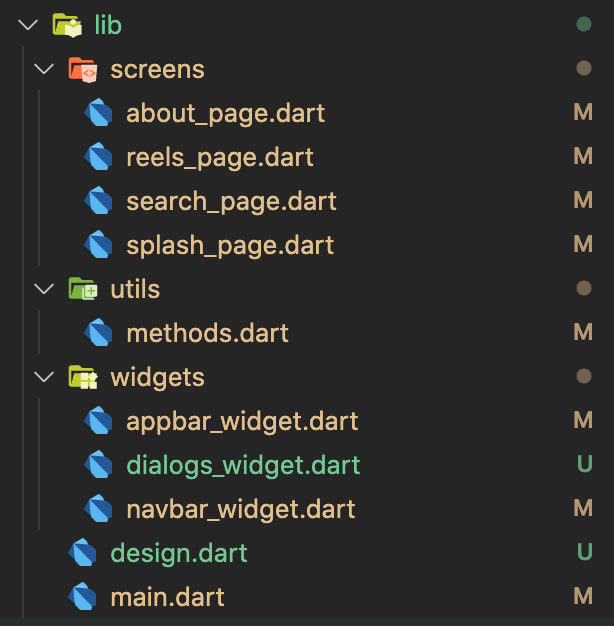 lib
screens
about_page.dart M
reels_page.dart M
search_page.dart M
splash_page.dart M
utils
methods.dart M
widgets
appbar_widget.dart M
dialogs_widget.dart U
navbar_widget.dart M
design.dart U
main.dart M